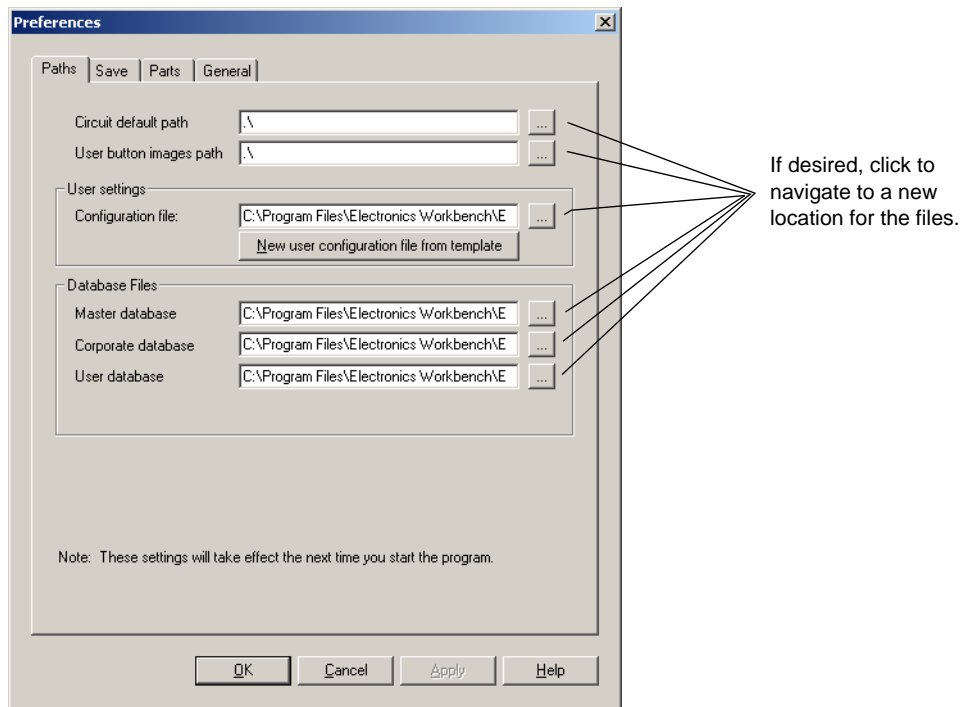 Preferences
Paths Save Parts General
Circuit default path .\ ...
User button images path .\ ...
User settings
Configuration file: C:\Program Files\Electronics Workbench\E ...
New user configuration file from template
Database Files
Master database C:\Program Files\Electronics Workbench\E ...
Corporate database C:\Program Files\Electronics Workbench\E ...
User database C:\Program Files\Electronics Workbench\E ...
Note: These settings will take effect the next time you start the program.
OK Cancel Apply Help
If desired, click to
navigate to a new
location for the files.